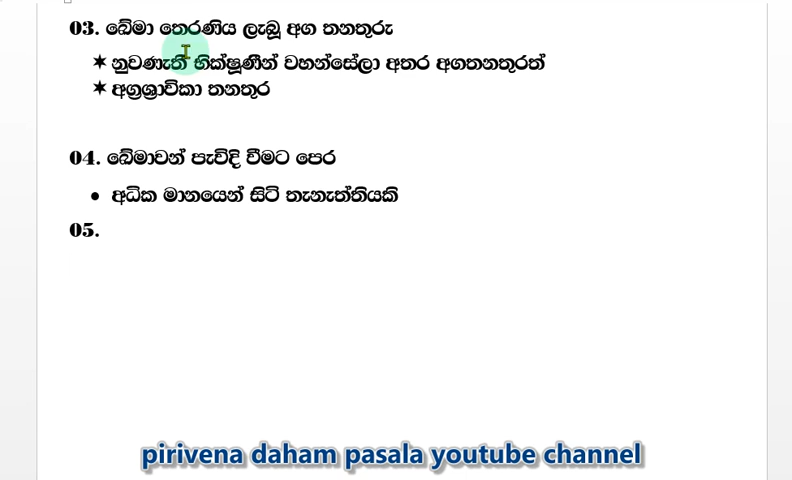 03. ඛේමා තෙරණිය ලැබූ අග තනතුරු
✶ නුවණැති භික්ෂූණීන් වහන්සේලා අතර අගතනතුරත්
✶ අග්‍රශ්‍රාවිකා තනතුර
04. ඛේමාවන් පැවිදි වීමට පෙර
• අධික මානයෙන් සිටි තැනැත්තියකි
05.
pirivena daham pasala youtube channel